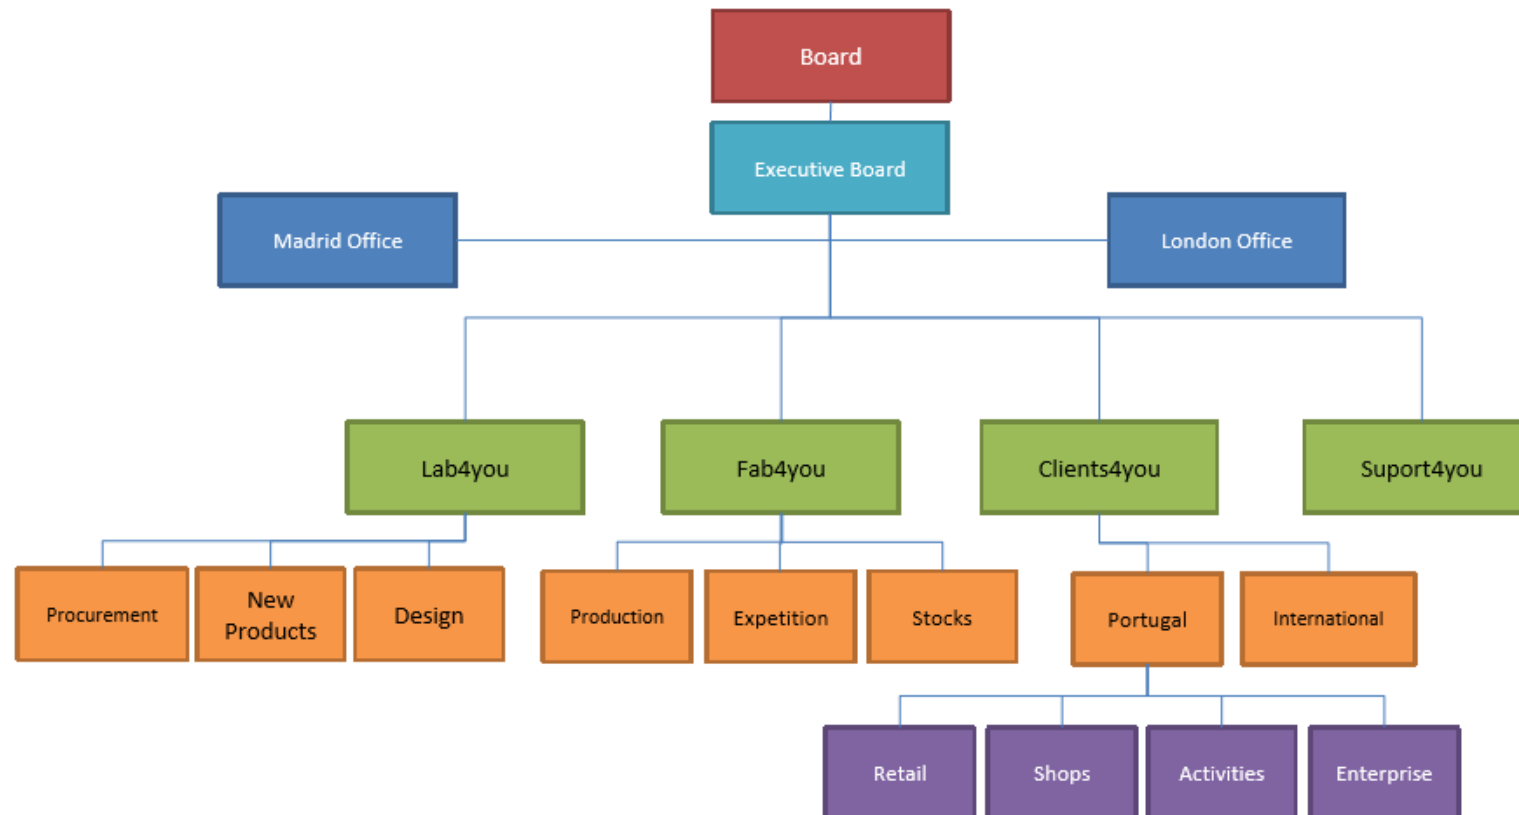 Board
Executive Board
Madrid Office
London Office
Lab4you
Fab4you
Clients4you
Suport4you
Procurement
New
Products
Design
Production
Expetition
Stocks
Portugal
International
Retail
Shops
Activities
Enterprise